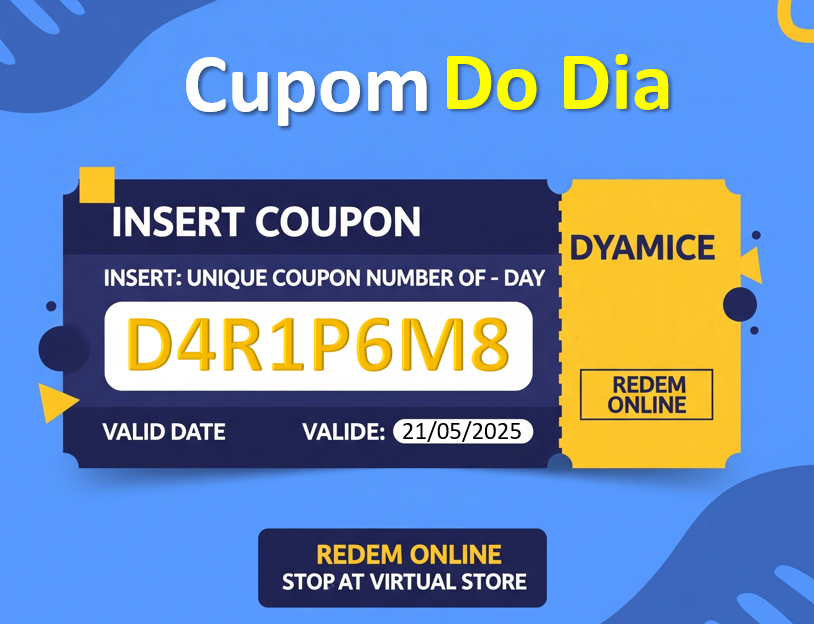 Cupom Do Dia
INSERT COUPON
INSERT: UNIQUE COUPON NUMBER OF - DAY
D4R1P6M8
VALID DATE
VALIDE: 21/05/2025
DYAMICE
REDEM
ONLINE
REDEM ONLINE
STOP AT VIRTUAL STORE